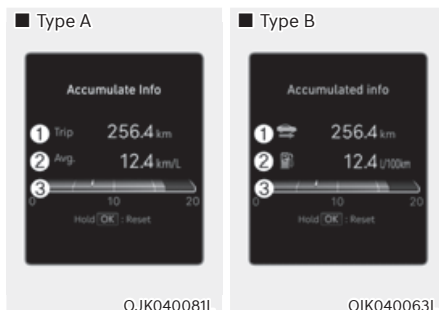 ■ Type A
Accumulate Info
1 Trip 256.4 km
2 Avg. 12.4 km/L
3
0 10 20
Hold OK : Reset
OJK040081L
■ Type B
Accumulated info
1 256.4 km
2 12.4 L/100km
3
0 10 20
Hold OK : Reset
OIK040063L